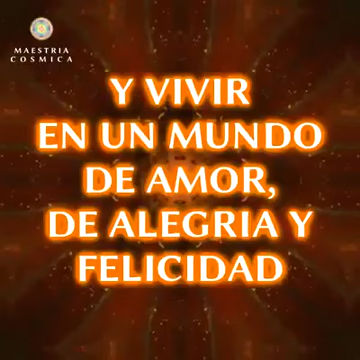 MAESTRIA
COSMICA
Y VIVIR
EN UN MUNDO
DE AMOR,
DE ALEGRIA Y
FELICIDAD